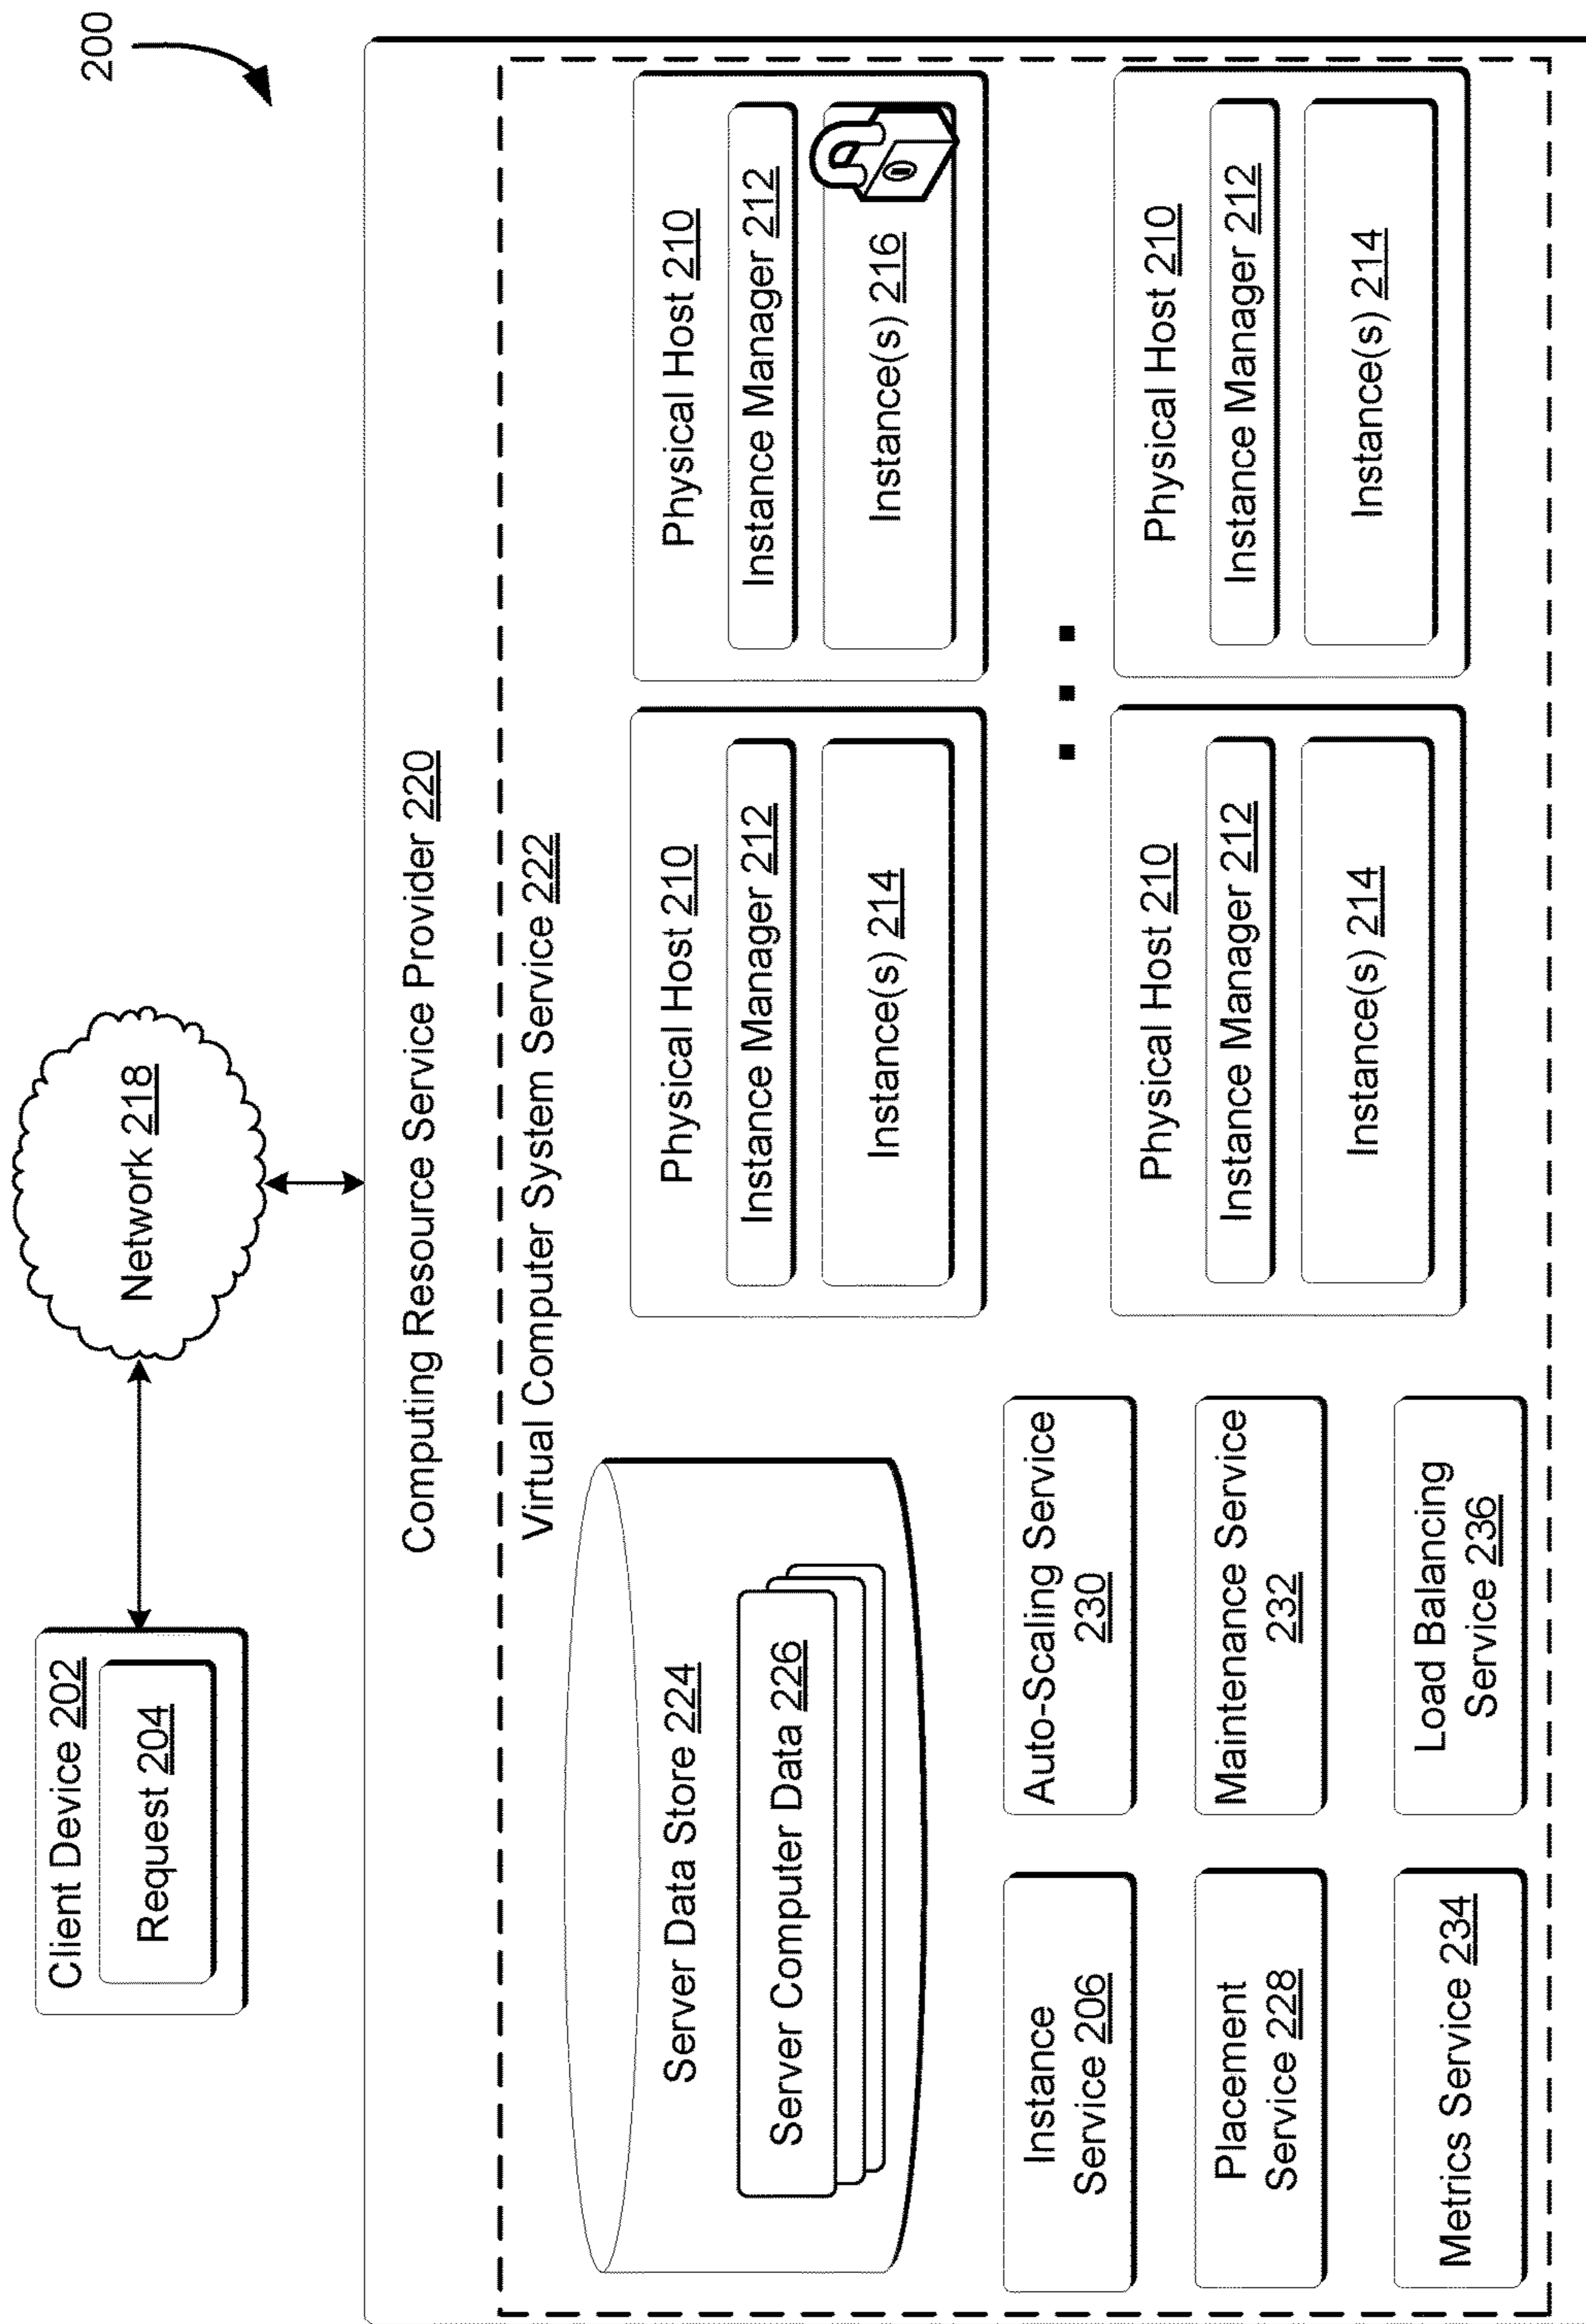 200
Client Device 202
Request 204
Network 218
Computing Resource Service Provider 220
Virtual Computer System Service 222
Server Data Store 224
Server Computer Data 226
Physical Host 210
Instance Manager 212
Instance(s) 214
Physical Host 210
Instance Manager 212
Instance(s) 216
Instance
Service 206
Auto-Scaling Service
230
Placement
Service 228
Maintenance Service
232
Metrics Service 234
Load Balancing
Service 236
Physical Host 210
Instance Manager 212
Instance(s) 214
Physical Host 210
Instance Manager 212
Instance(s) 214